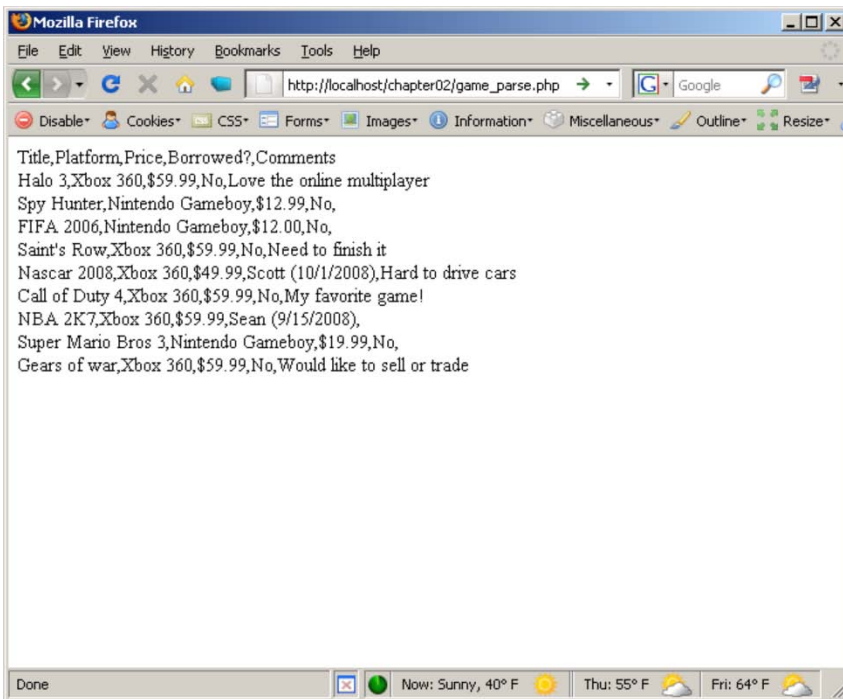 Mozilla Firefox
File Edit View History Bookmarks Tools Help
http://localhost/chapter02/game_parse.php G Google
Disable Cookies CSS Forms Images Information Miscellaneous Outline Resize
Title,Platform,Price,Borrowed?,Comments
Halo 3,Xbox 360,$59.99,No,Love the online multiplayer
Spy Hunter,Nintendo Gameboy,$12.99,No,
FIFA 2006,Nintendo Gameboy,$12.00,No,
Saint's Row,Xbox 360,$59.99,No,Need to finish it
Nascar 2008,Xbox 360,$49.99,Scott (10/1/2008),Hard to drive cars
Call of Duty 4,Xbox 360,$59.99,No,My favorite game!
NBA 2K7,Xbox 360,$59.99,Sean (9/15/2008),
Super Mario Bros 3,Nintendo Gameboy,$19.99,No,
Gears of war,Xbox 360,$59.99,No,Would like to sell or trade
Done Now: Sunny, 40° F Thu: 55° F Fri: 64° F